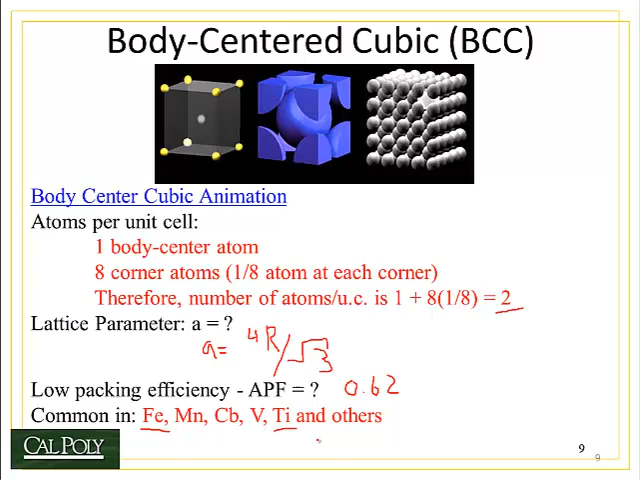 Body-Centered Cubic (BCC)
Body Center Cubic Animation
Atoms per unit cell:
1 body-center atom
8 corner atoms (1/8 atom at each corner)
Therefore, number of atoms/u.c. is 1 + 8(1/8) = 2
Lattice Parameter: a = ?
a= 4R/√3
Low packing efficiency - APF = ? 0.62
Common in: Fe, Mn, Cb, V, Ti and others
CAL POLY
9
9